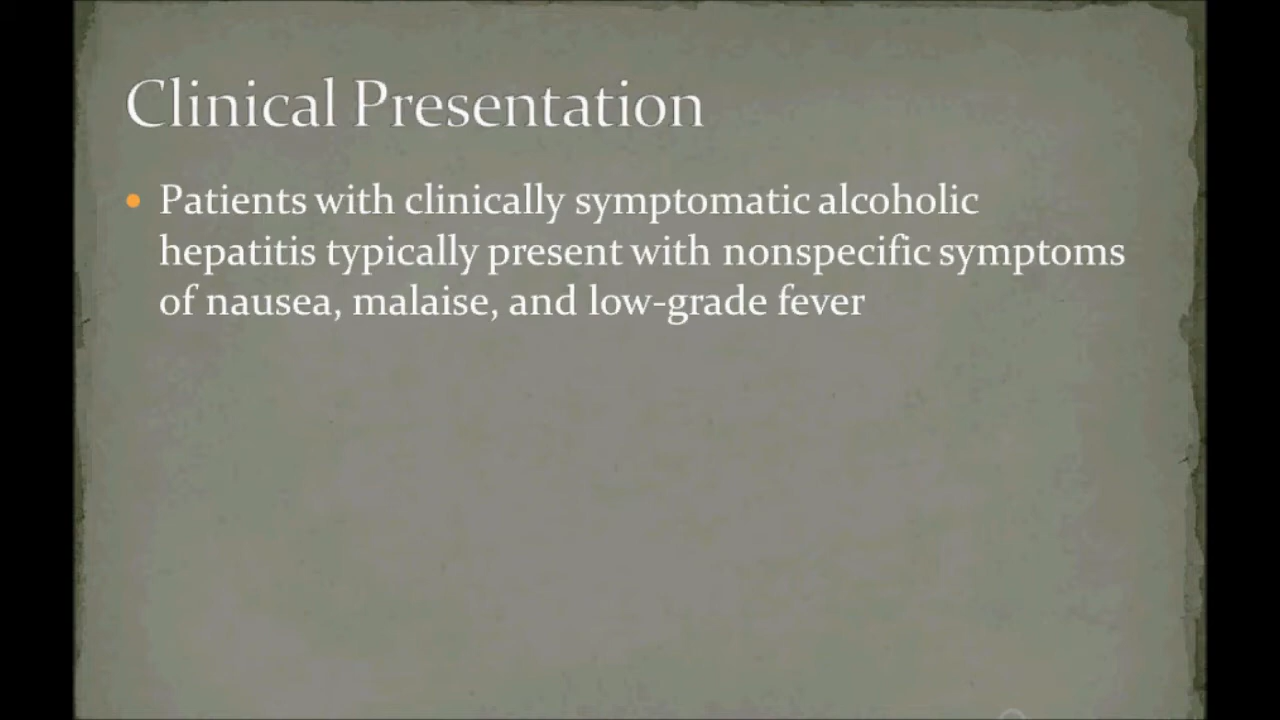 Clinical Presentation
Patients with clinically symptomatic alcoholic
hepatitis typically present with nonspecific symptoms
of nausea, malaise, and low-grade fever